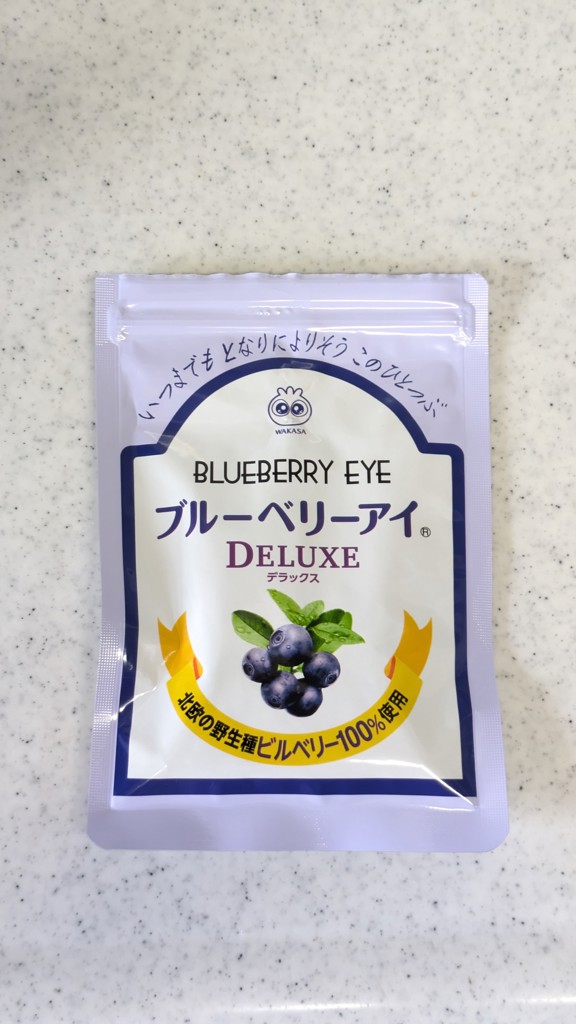 いつまでも となりによりそう このひとつぶ
WAKASA
BLUEBERRY EYE
ブルーベリーアイ®
DELUXE
デラックス
北欧の野生種ビルベリー100%使用